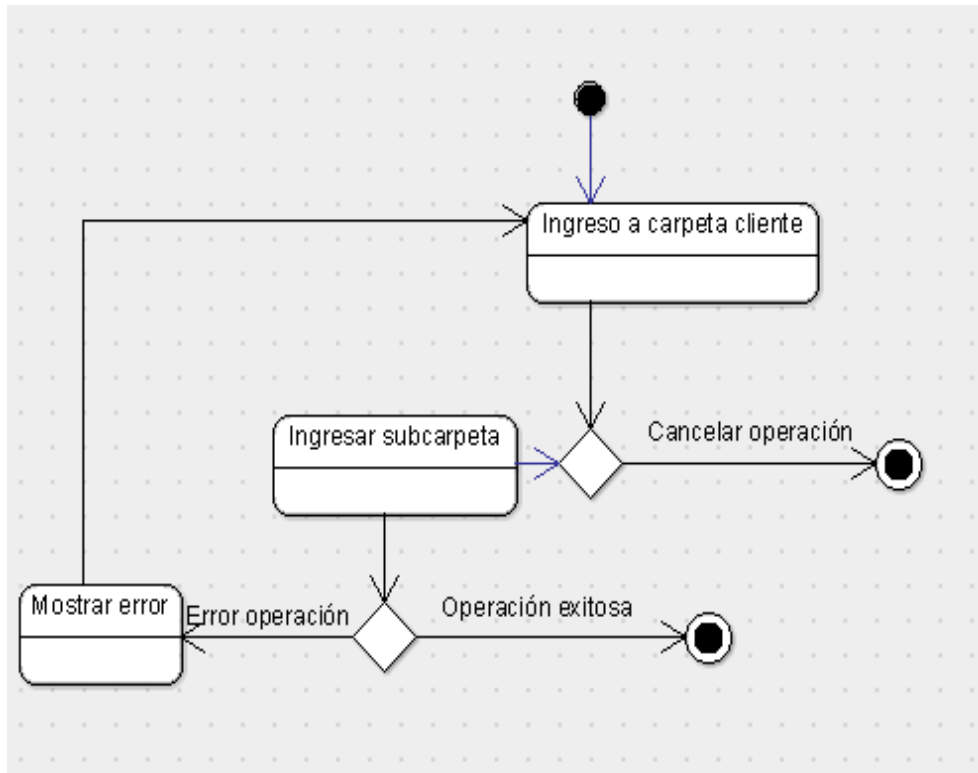 Ingreso a carpeta cliente
Ingresar subcarpeta
Cancelar operación
Mostrar error
Error operación
Operación exitosa